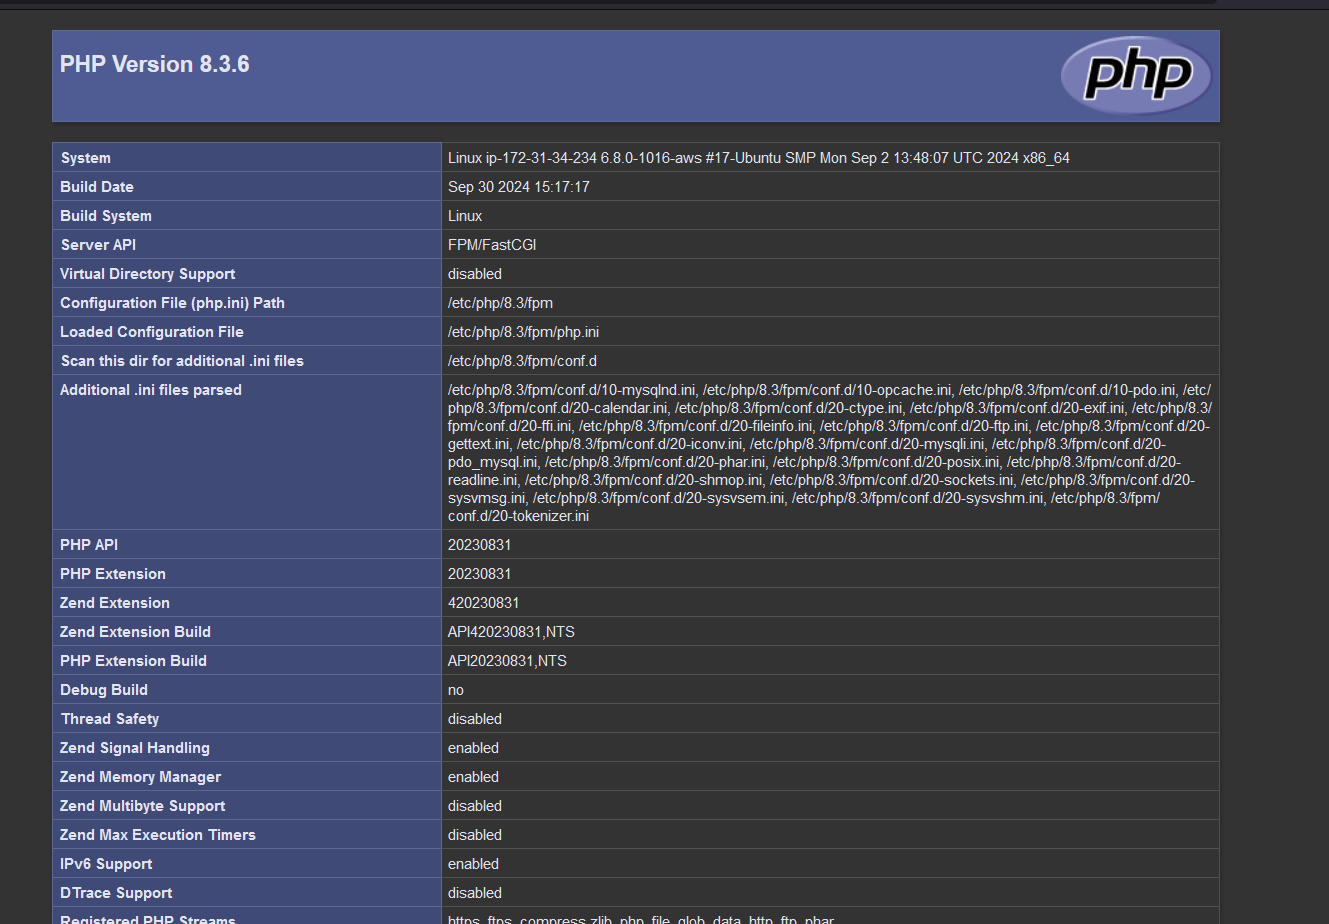 PHP Version 8.3.6
php
System Linux ip-172-31-34-234 6.8.0-1016-aws #17-Ubuntu SMP Mon Sep 2 13:48:07 UTC 2024 x86_64
Build Date Sep 30 2024 15:17:17
Build System Linux
Server API FPM/FastCGI
Virtual Directory Support disabled
Configuration File (php.ini) Path /etc/php/8.3/fpm
Loaded Configuration File /etc/php/8.3/fpm/php.ini
Scan this dir for additional .ini files /etc/php/8.3/fpm/conf.d
Additional .ini files parsed /etc/php/8.3/fpm/conf.d/10-mysqlnd.ini, /etc/php/8.3/fpm/conf.d/10-opcache.ini, /etc/php/8.3/fpm/conf.d/10-pdo.ini, /etc/
php/8.3/fpm/conf.d/20-calendar.ini, /etc/php/8.3/fpm/conf.d/20-ctype.ini, /etc/php/8.3/fpm/conf.d/20-exif.ini, /etc/php/8.3/
fpm/conf.d/20-ffi.ini, /etc/php/8.3/fpm/conf.d/20-fileinfo.ini, /etc/php/8.3/fpm/conf.d/20-ftp.ini, /etc/php/8.3/fpm/conf.d/20-
gettext.ini, /etc/php/8.3/fpm/conf.d/20-iconv.ini, /etc/php/8.3/fpm/conf.d/20-mysqli.ini, /etc/php/8.3/fpm/conf.d/20-
pdo_mysql.ini, /etc/php/8.3/fpm/conf.d/20-phar.ini, /etc/php/8.3/fpm/conf.d/20-posix.ini, /etc/php/8.3/fpm/conf.d/20-
readline.ini, /etc/php/8.3/fpm/conf.d/20-shmop.ini, /etc/php/8.3/fpm/conf.d/20-sockets.ini, /etc/php/8.3/fpm/conf.d/20-
sysvmsg.ini, /etc/php/8.3/fpm/conf.d/20-sysvsem.ini, /etc/php/8.3/fpm/conf.d/20-sysvshm.ini, /etc/php/8.3/fpm/
conf.d/20-tokenizer.ini
PHP API 20230831
PHP Extension 20230831
Zend Extension 420230831
Zend Extension Build API420230831,NTS
PHP Extension Build API20230831,NTS
Debug Build no
Thread Safety disabled
Zend Signal Handling enabled
Zend Memory Manager enabled
Zend Multibyte Support disabled
Zend Max Execution Timers disabled
IPv6 Support enabled
DTrace Support disabled
Registered PHP Streams https, ftps, compress.zlib, php, file, glob, data, http, ftp, phar